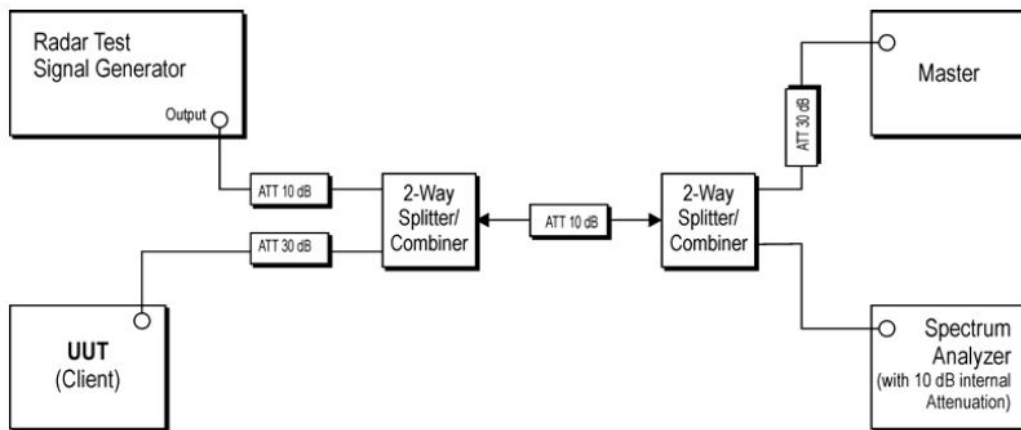 Radar Test
Signal Generator
Output
ATT 10 dB
2-Way
Splitter/
Combiner
ATT 30 dB
UUT
(Client)
ATT 10 dB
2-Way
Splitter/
Combiner
ATT 30 dB
Master
Spectrum
Analyzer
(with 10 dB internal
Attenuation)